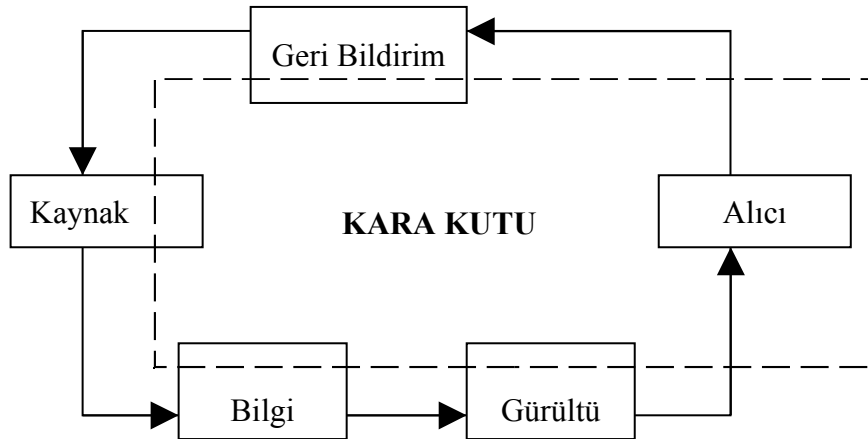 Geri Bildirim
Kaynak
KARA KUTU
Alıcı
Bilgi
Gürültü